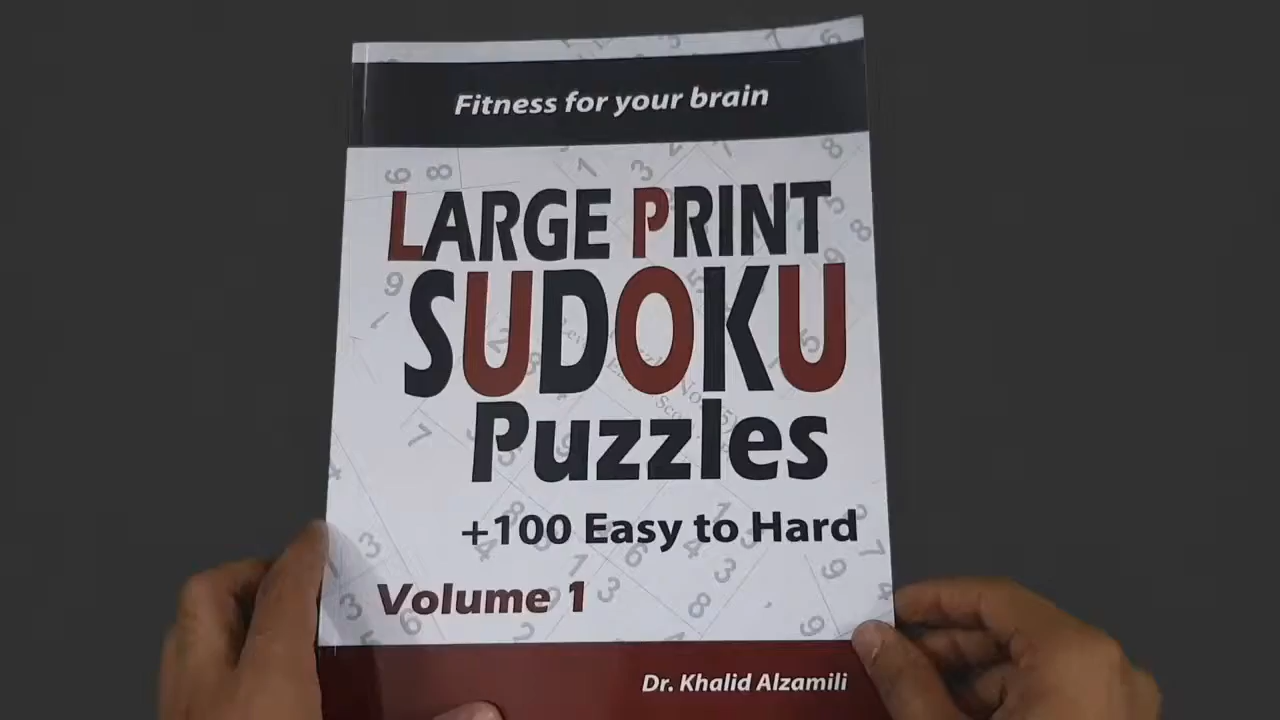 Fitness for your brain
LARGE PRINT
SUDOKU
Puzzles
+100 Easy to Hard
Volume 1
Dr. Khalid Alzamili